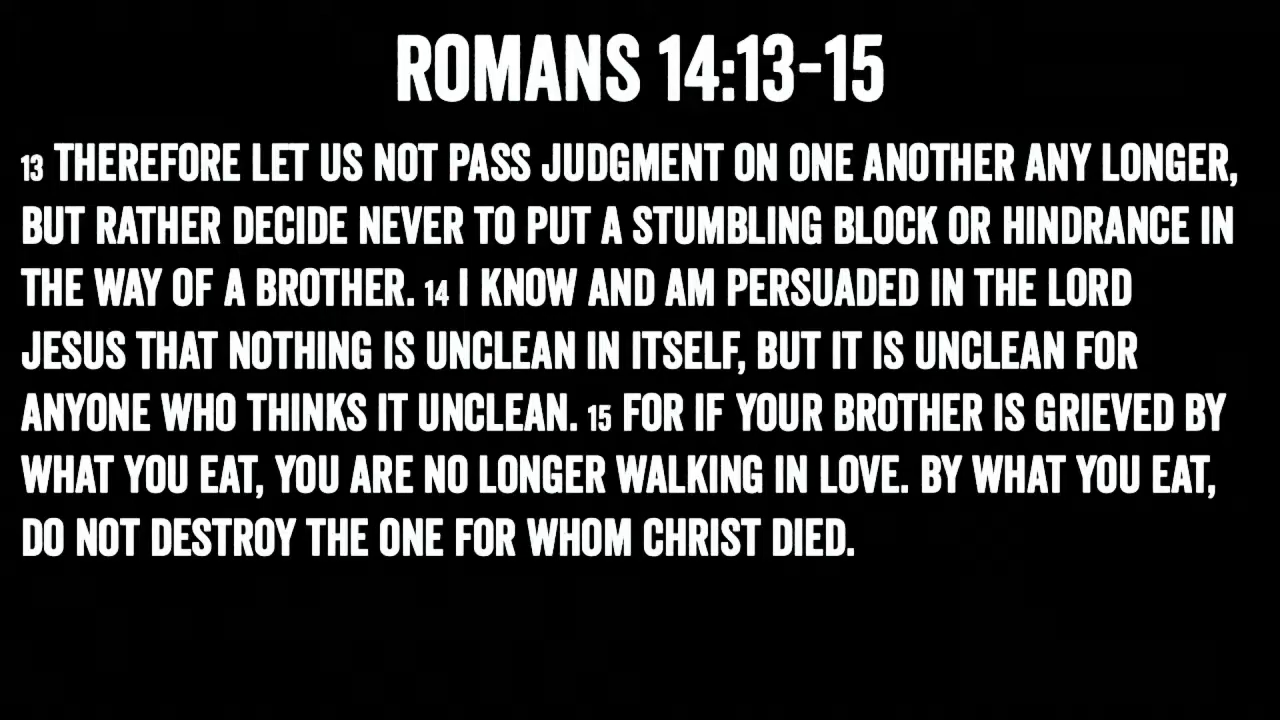 ROMANS 14:13-15
13 THEREFORE LET US NOT PASS JUDGMENT ON ONE ANOTHER ANY LONGER,
BUT RATHER DECIDE NEVER TO PUT A STUMBLING BLOCK OR HINDRANCE IN
THE WAY OF A BROTHER. 14 I KNOW AND AM PERSUADED IN THE LORD
JESUS THAT NOTHING IS UNCLEAN IN ITSELF, BUT IT IS UNCLEAN FOR
ANYONE WHO THINKS IT UNCLEAN. 15 FOR IF YOUR BROTHER IS GRIEVED BY
WHAT YOU EAT, YOU ARE NO LONGER WALKING IN LOVE. BY WHAT YOU EAT,
DO NOT DESTROY THE ONE FOR WHOM CHRIST DIED.